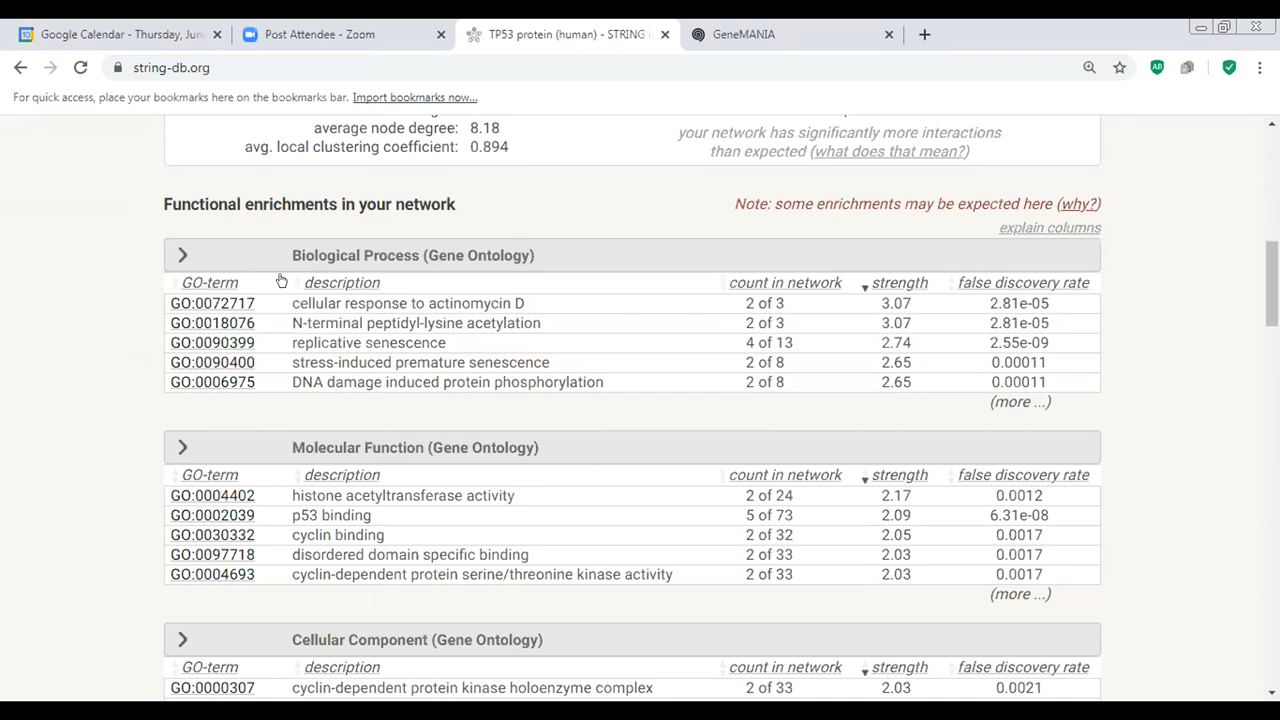 Google Calendar - Thursday, Jun
Post Attendee - Zoom
TP53 protein (human) - STRING
GeneMANIA
string-db.org
For quick access, place your bookmarks here on the bookmarks bar. Import bookmarks now...
average node degree: 8.18
avg. local clustering coefficient: 0.894
your network has significantly more interactions
than expected (what does that mean?)
Functional enrichments in your network
Note: some enrichments may be expected here (why?)
explain columns
Biological Process (Gene Ontology)
GO-term description count in network strength false discovery rate
GO:0072717 cellular response to actinomycin D 2 of 3 3.07 2.81e-05
GO:0018076 N-terminal peptidyl-lysine acetylation 2 of 3 3.07 2.81e-05
GO:0090399 replicative senescence 4 of 13 2.74 2.55e-09
GO:0090400 stress-induced premature senescence 2 of 8 2.65 0.00011
GO:0006975 DNA damage induced protein phosphorylation 2 of 8 2.65 0.00011
(more ...)
Molecular Function (Gene Ontology)
GO-term description count in network strength false discovery rate
GO:0004402 histone acetyltransferase activity 2 of 24 2.17 0.0012
GO:0002039 p53 binding 5 of 73 2.09 6.31e-08
GO:0030332 cyclin binding 2 of 32 2.05 0.0017
GO:0097718 disordered domain specific binding 2 of 33 2.03 0.0017
GO:0004693 cyclin-dependent protein serine/threonine kinase activity 2 of 33 2.03 0.0017
(more ...)
Cellular Component (Gene Ontology)
GO-term description count in network strength false discovery rate
GO:0000307 cyclin-dependent protein kinase holoenzyme complex 2 of 33 2.03 0.0021